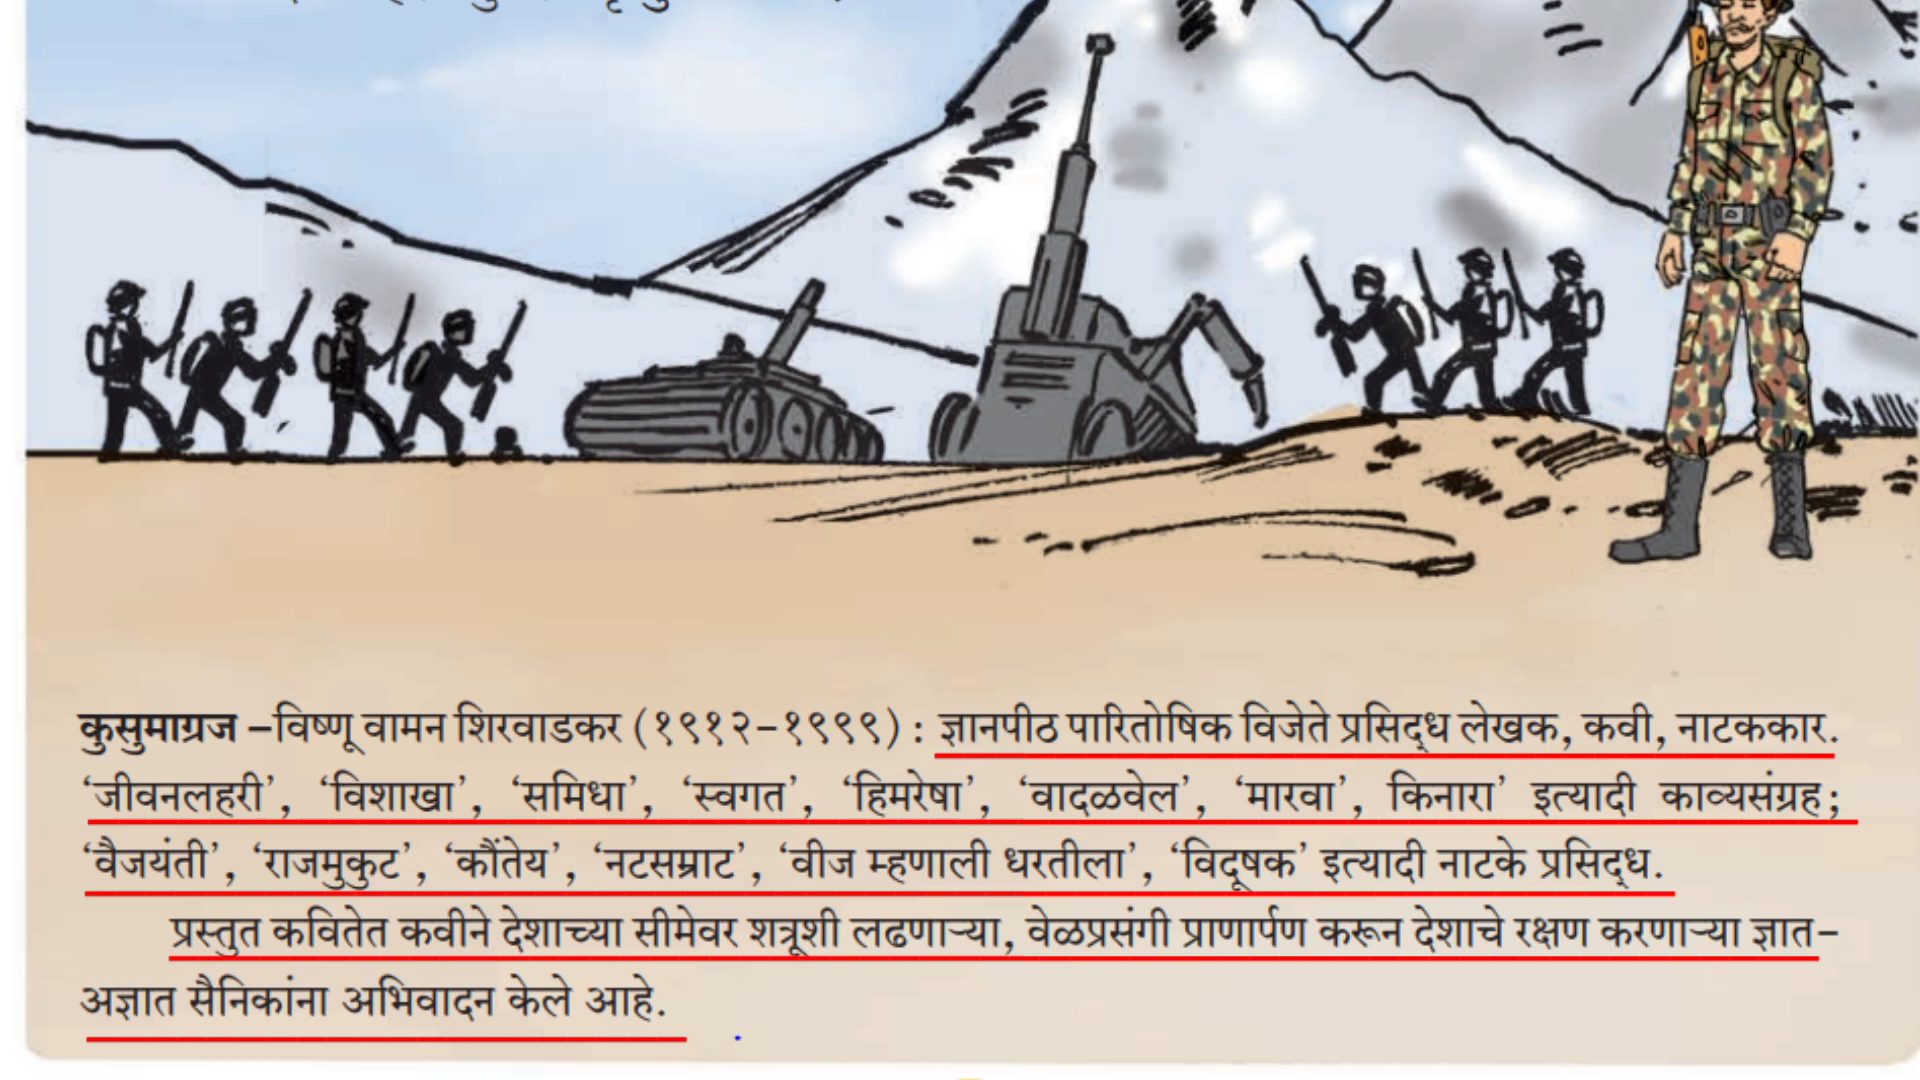 कुसुमाग्रज –विष्णू वामन शिरवाडकर (१९१२-१९९९) : ज्ञानपीठ पारितोषिक विजेते प्रसिद्ध लेखक, कवी, नाटककार.
‘जीवनलहरी’, ‘विशाखा’, ‘समिधा’, ‘स्वगत’, ‘हिमरेषा’, ‘वादळवेल’, ‘मारवा’, किनारा’ इत्यादी काव्यसंग्रह;
‘वैजयंती’, ‘राजमुकुट’, ‘कौंतेय’, ‘नटसम्राट’, ‘वीज म्हणाली धरतीला’, ‘विदूषक’ इत्यादी नाटके प्रसिद्ध.
प्रस्तुत कवितेत कवीने देशाच्या सीमेवर शत्रूशी लढणाऱ्या, वेळप्रसंगी प्राणार्पण करून देशाचे रक्षण करणाऱ्या ज्ञात-
अज्ञात सैनिकांना अभिवादन केले आहे.